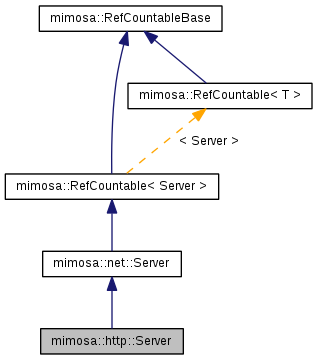 mimosa::RefCountableBase
mimosa::RefCountable< T >
< Server >
mimosa::RefCountable< Server >
mimosa::net::Server
mimosa::http::Server